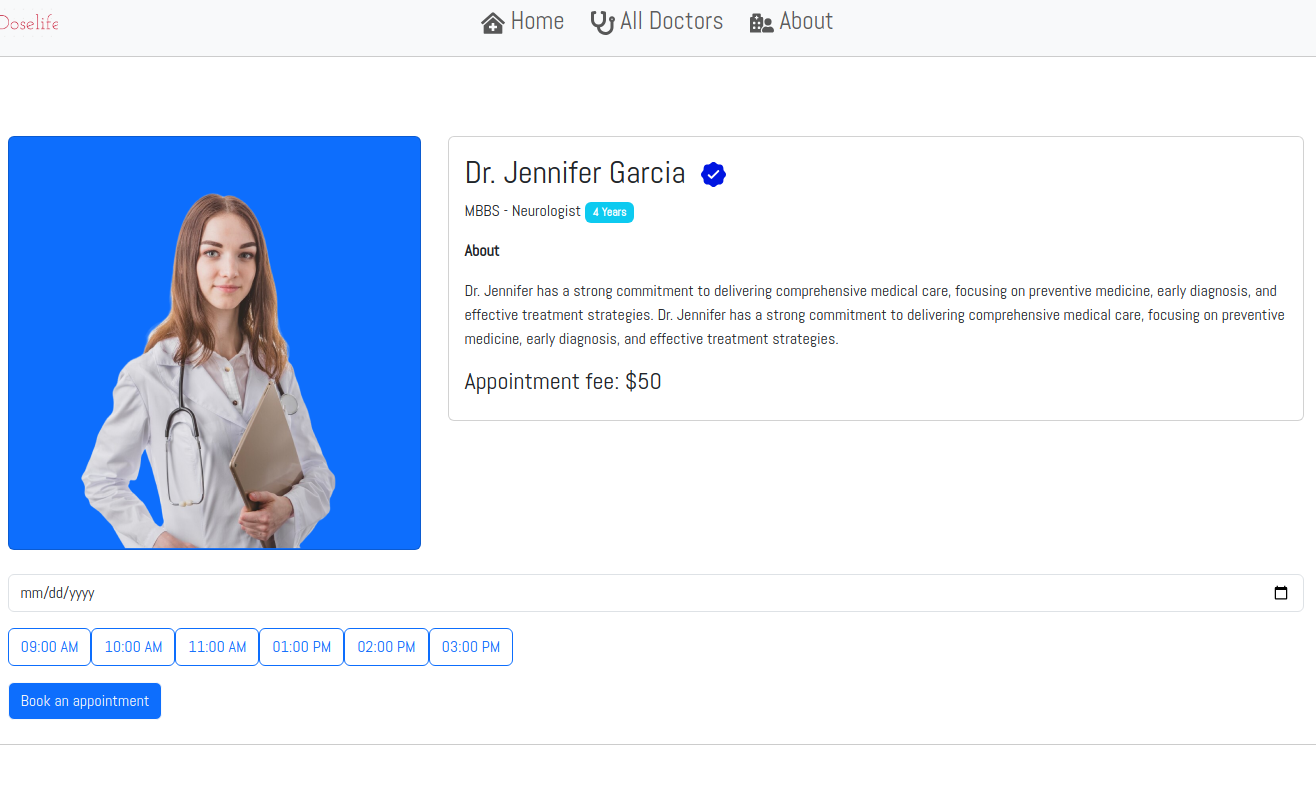 Doselife
Home
All Doctors
About
Dr. Jennifer Garcia
MBBS - Neurologist 4 Years
About
Dr. Jennifer has a strong commitment to delivering comprehensive medical care, focusing on preventive medicine, early diagnosis, and
effective treatment strategies. Dr. Jennifer has a strong commitment to delivering comprehensive medical care, focusing on preventive
medicine, early diagnosis, and effective treatment strategies.
Appointment fee: $50
mm/dd/yyyy
09:00 AM
10:00 AM
11:00 AM
01:00 PM
02:00 PM
03:00 PM
Book an appointment